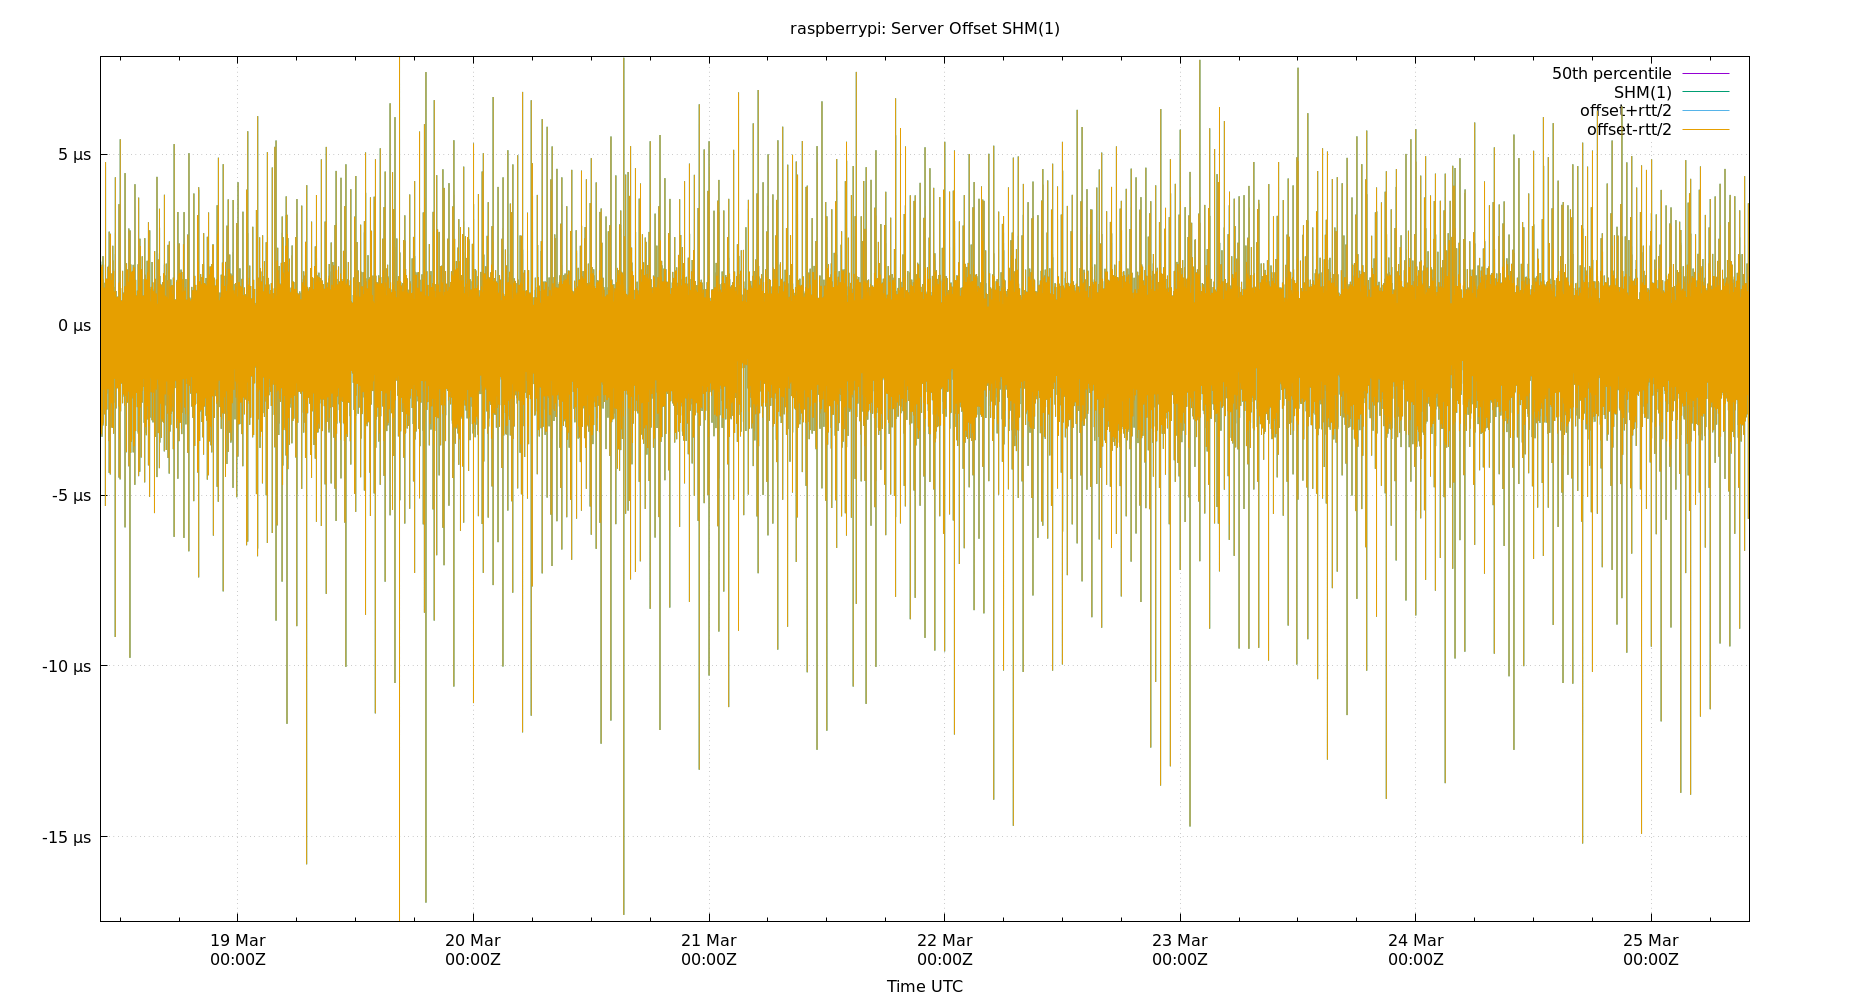 raspberrypi: Server Offset SHM(1)
50th percentile
SHM(1)
offset+rtt/2
offset-rtt/2
5 µs
0 µs
-5 µs
-10 µs
-15 µs
19 Mar 20 Mar 21 Mar 22 Mar 23 Mar 24 Mar 25 Mar
00:00Z 00:00Z 00:00Z 00:00Z 00:00Z 00:00Z 00:00Z
Time UTC